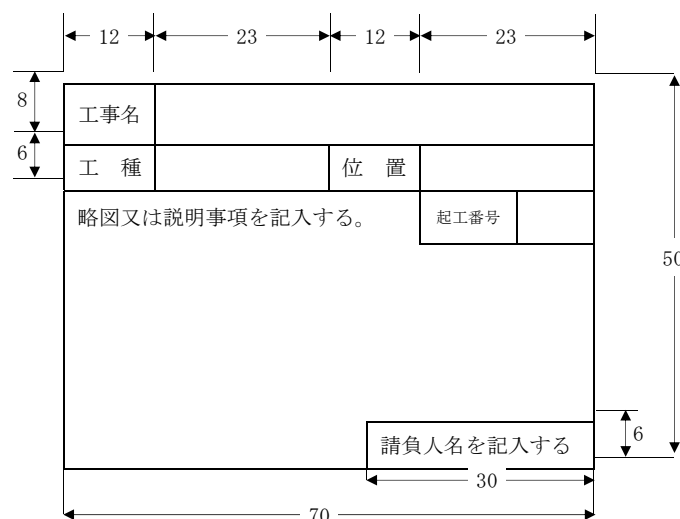 12 23 12 23
8
工事名
6
工　種
位　置
略図又は説明事項を記入する。
起工番号
50
請負人名を記入する
6
30
70